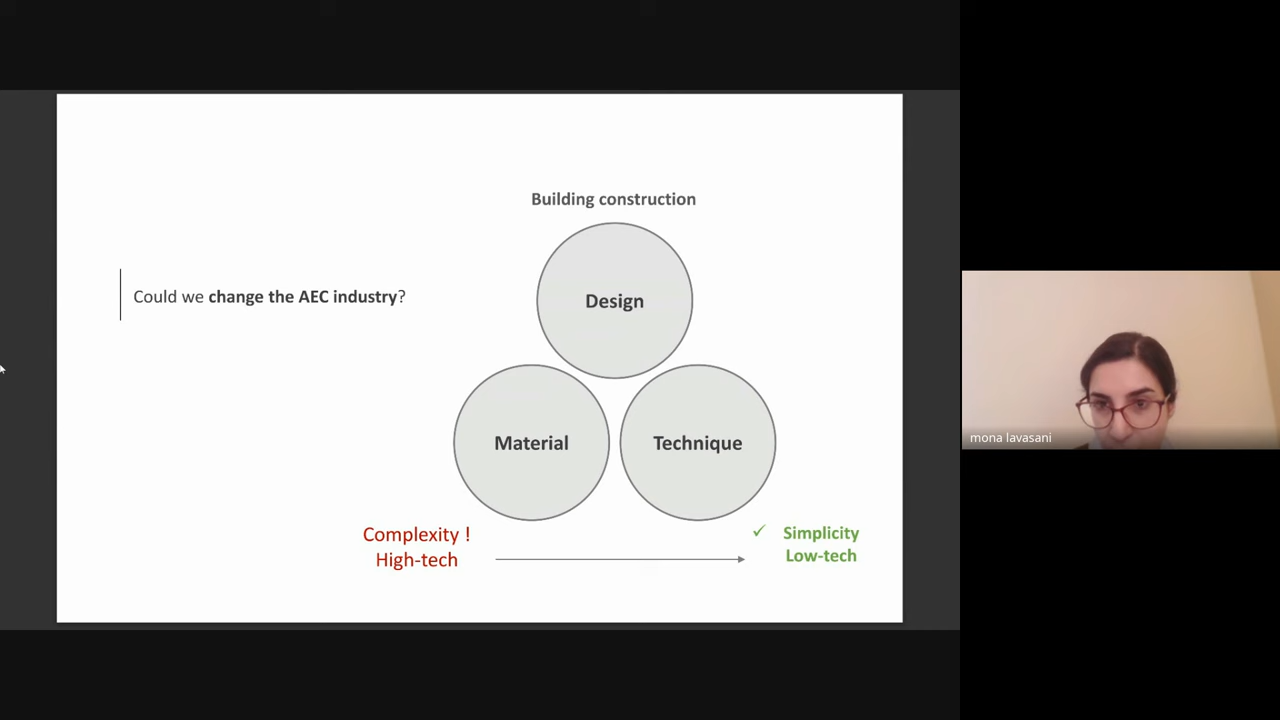 Building construction
Could we change the AEC industry?
Design
Material
Technique
Complexity !
High-tech
✓ Simplicity
Low-tech
mona lavasani